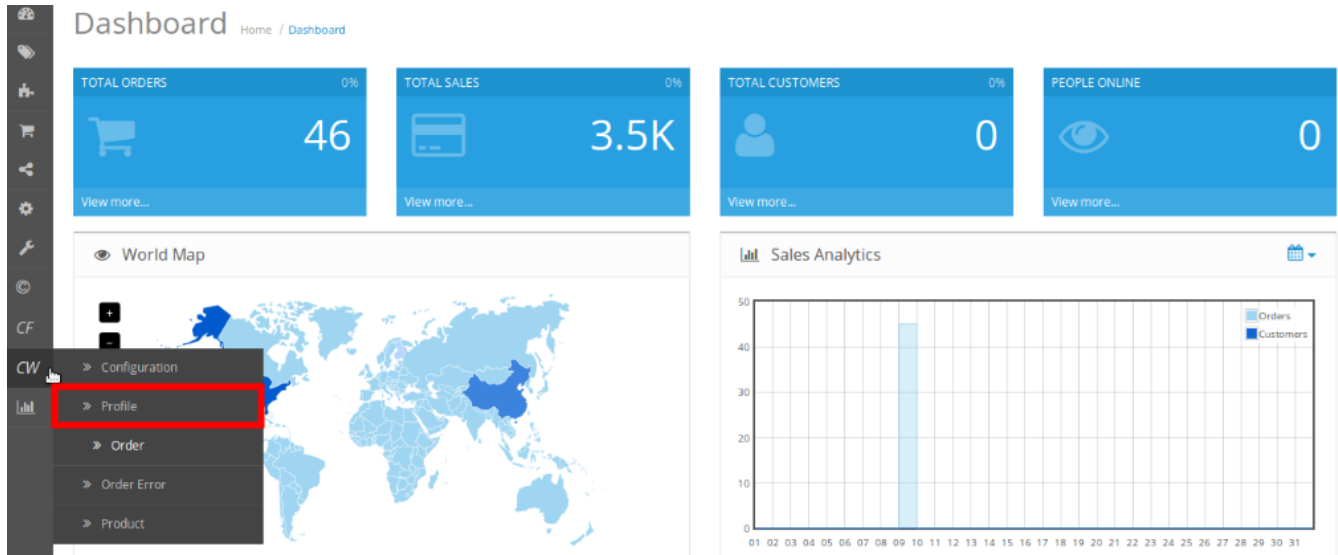 Dashboard Home / Dashboard
TOTAL ORDERS 0%
46
View more...
TOTAL SALES 0%
3.5K
View more...
TOTAL CUSTOMERS 0%
0
View more...
PEOPLE ONLINE
0
View more...
World Map
+
-
CF
CW
» Configuration
» Profile
» Order
» Order Error
» Product
Sales Analytics
Orders
Customers
50
40
30
20
10
0
01 02 03 04 05 06 07 08 09 10 11 12 13 14 15 16 17 18 19 20 21 22 23 24 25 26 27 28 29 30 31